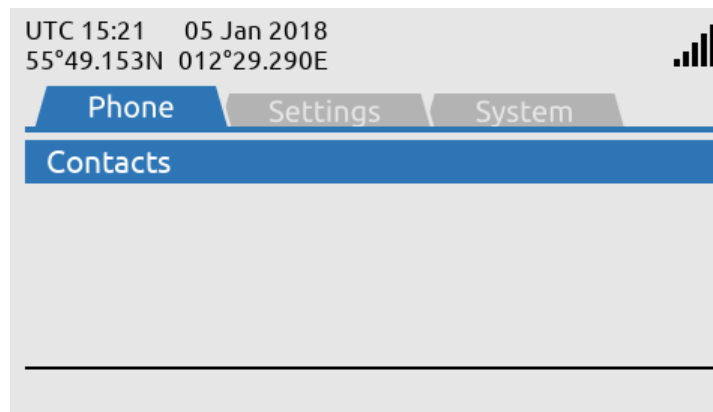 UTC 15:21 05 Jan 2018
55°49.153N 012°29.290E
Phone Settings System
Contacts